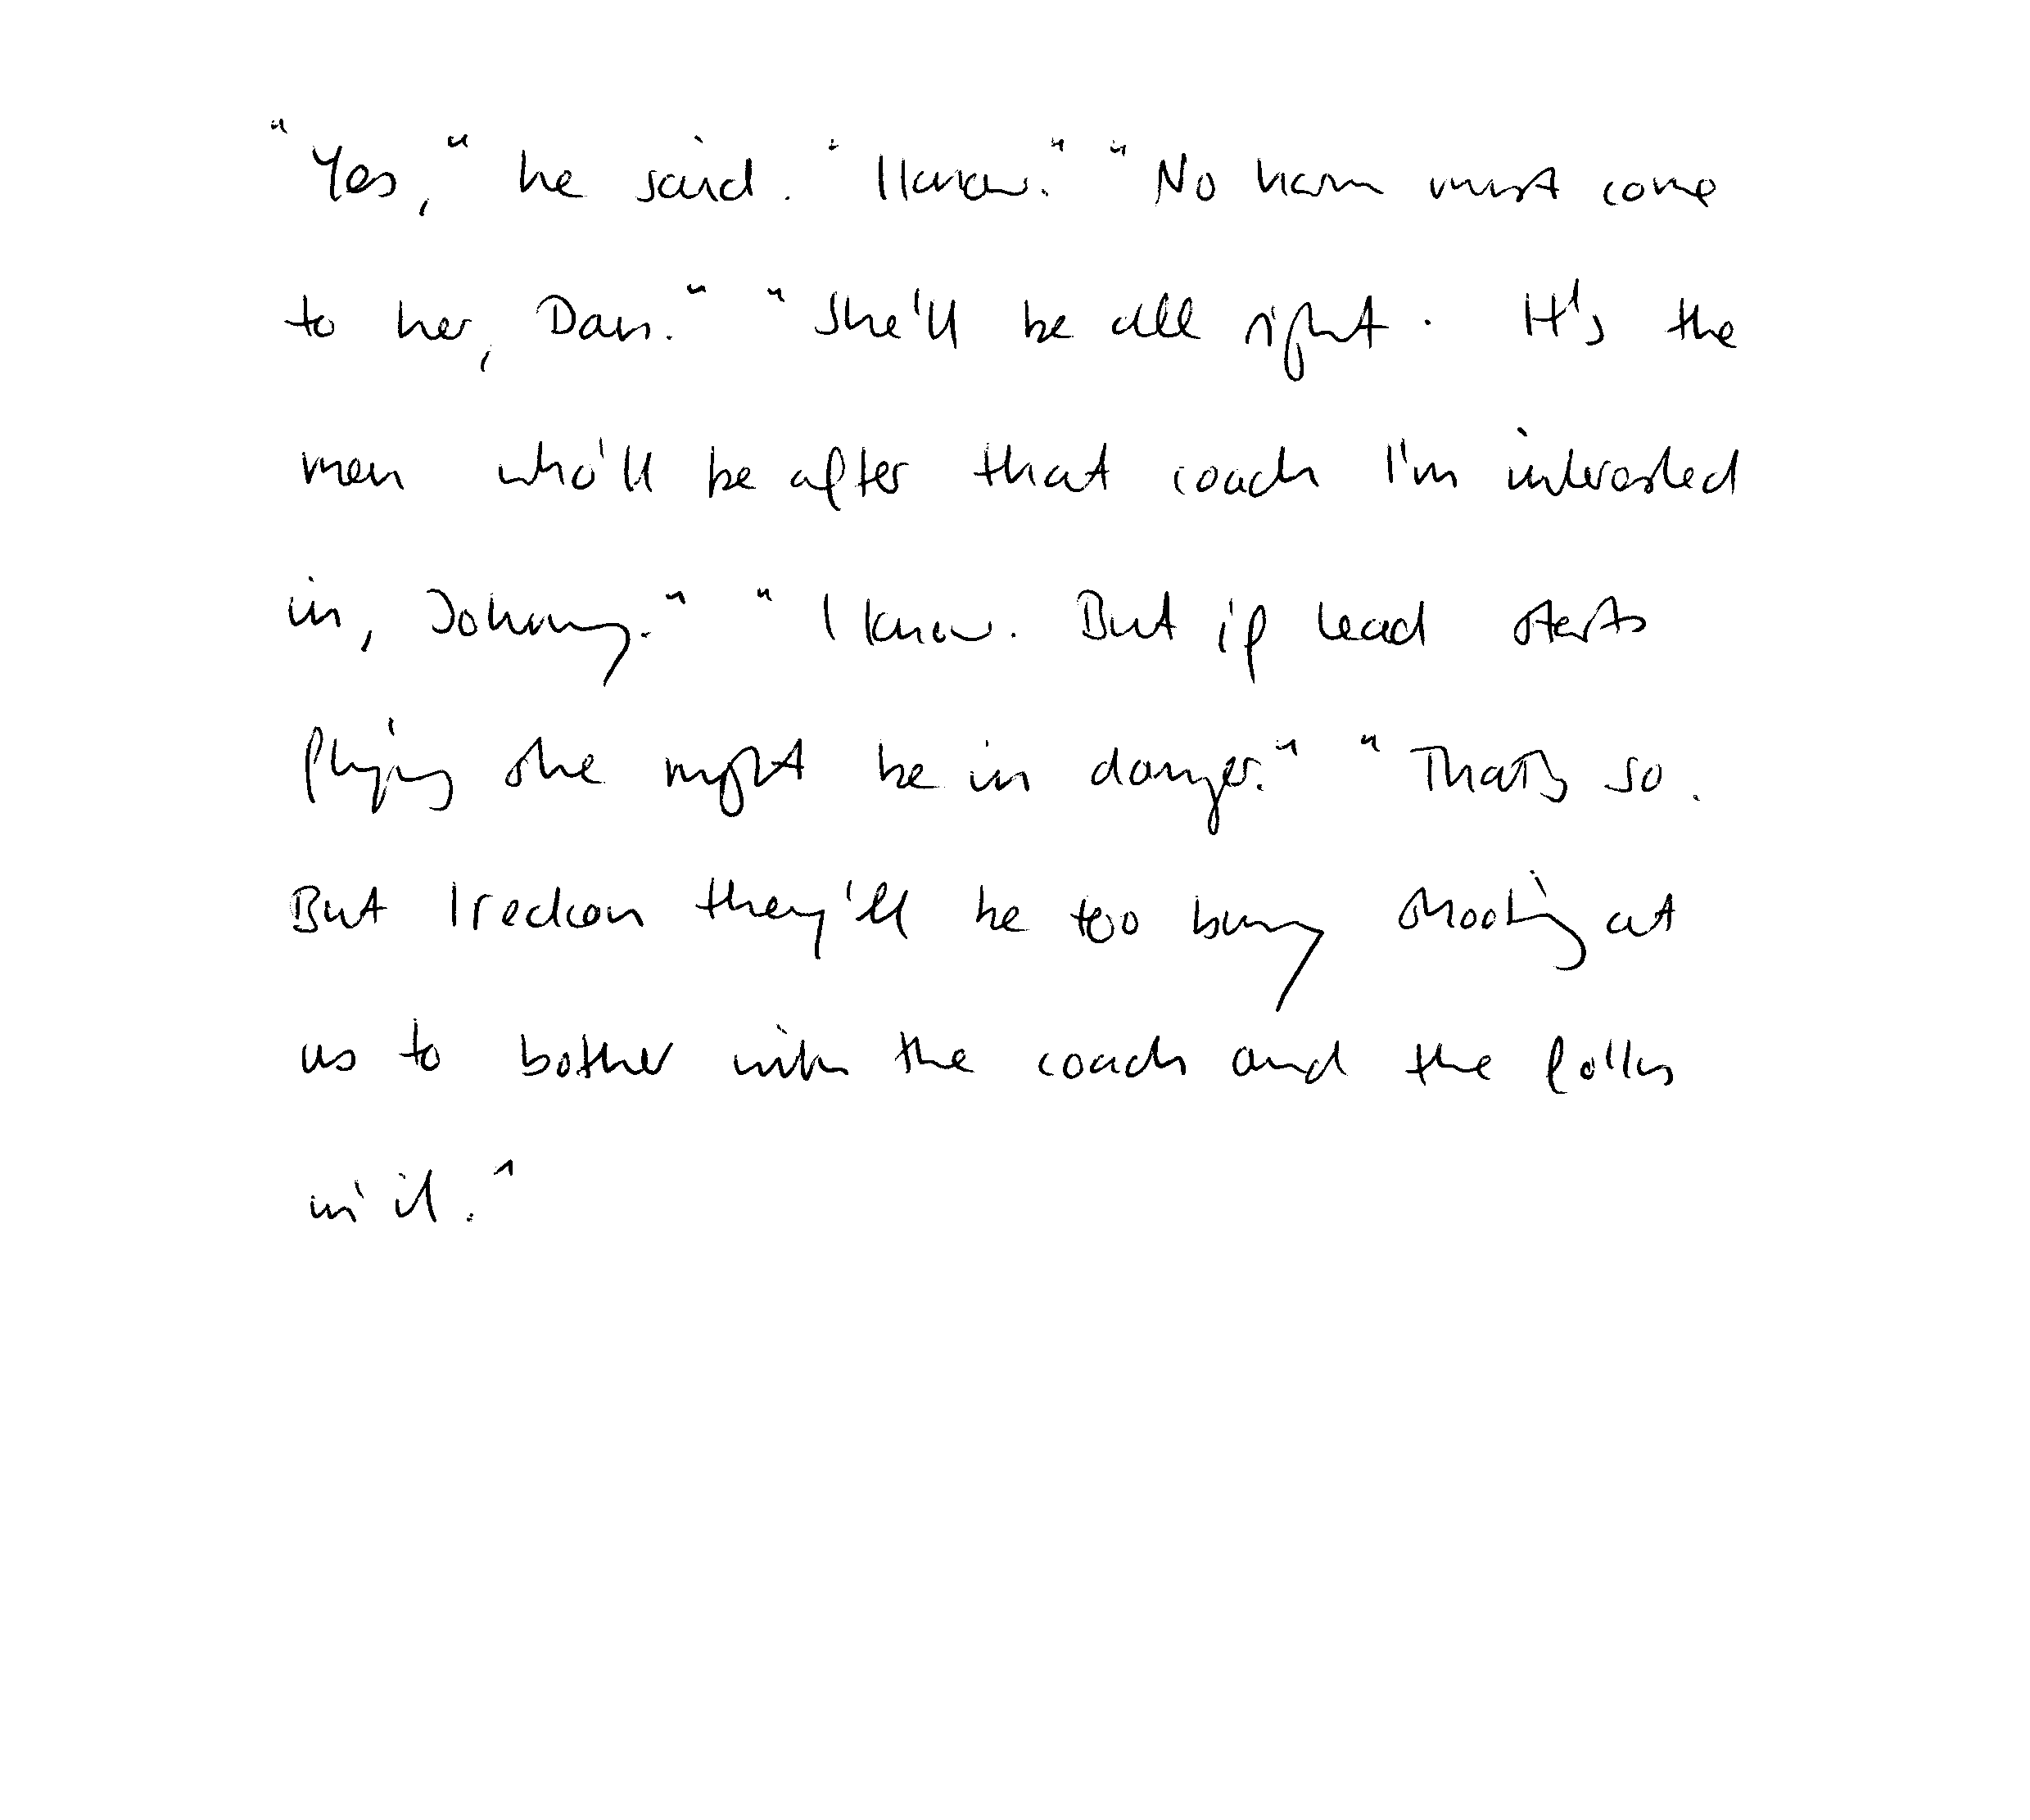 "Yes," he said. "I know." "No harm must come
to her, Dan." "She'll be all right. It's the
men who'll be after that coach I'm interested
in, Johnny." "I know. But if lead starts
flying she might be in danger." "That's so.
But I reckon they'll be too busy shooting at
us to bother with the coach and the folks
in it."